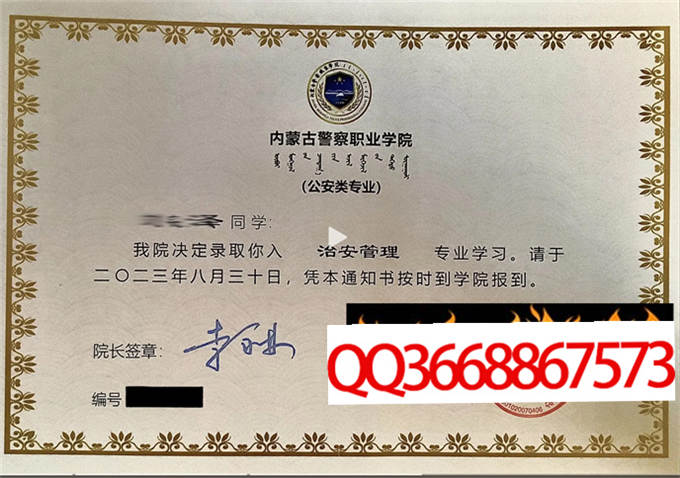 内蒙古警察职业学院
(公安类专业)
泽同学:
我院决定录取你入 治安管理 专业学习。请于
二〇二三年八月三十日，凭本通知书按时到学院报到。
院长签章:
编号
QQ3668867573